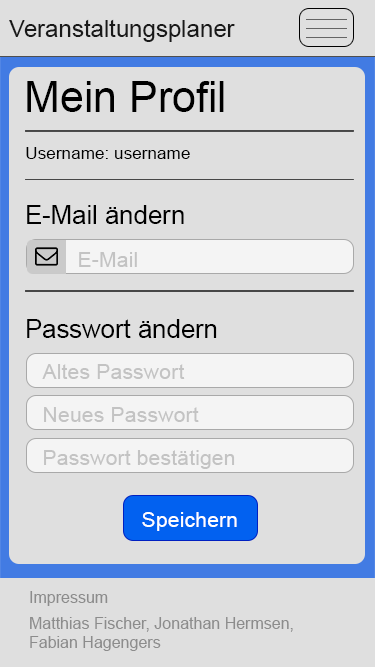 Veranstaltungsplaner
Mein Profil
Username: username
E-Mail ändern
E-Mail
Passwort ändern
Altes Passwort
Neues Passwort
Passwort bestätigen
Speichern
Impressum
Matthias Fischer, Jonathan Hermsen,
Fabian Hagengers